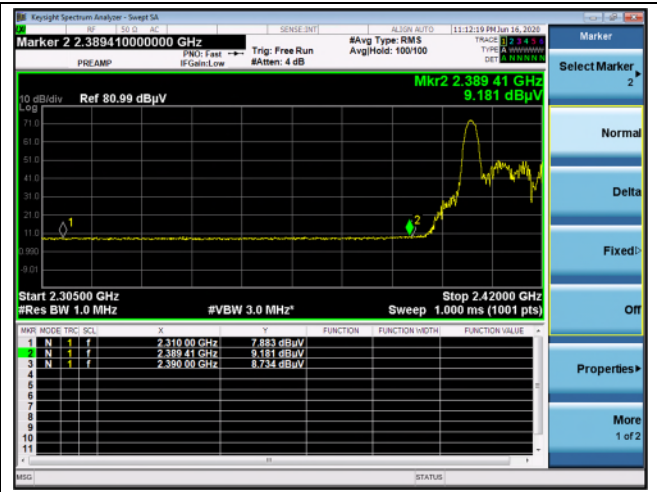 Keysight Spectrum Analyzer - Swept SA
RF 50 Ω AC SENSE:INT ALIGN AUTO 11:12:19 PM Jun 16, 2020
Marker 2 2.389410000000 GHz
PREAMP
PNO: Fast
IFGain:Low
Trig: Free Run
#Atten: 4 dB
#Avg Type: RMS
Avg|Hold: 100/100
TRACE 1 2 3 4 5 6
TYPE A WWWWW
DET A N N N N N
Mkr2 2.389 41 GHz
9.181 dBµV
10 dB/div Ref 80.99 dBµV
Log
71.0
61.0
51.0
41.0
31.0
21.0
11.0
0.990
-9.01
1
2
Start 2.30500 GHz Stop 2.42000 GHz
#Res BW 1.0 MHz #VBW 3.0 MHz* Sweep 1.000 ms (1001 pts)
MKR MODE TRC SCL X Y FUNCTION FUNCTION WIDTH FUNCTION VALUE
1 N 1 f 2.310 00 GHz 7.883 dBµV
2 N 1 f 2.389 41 GHz 9.181 dBµV
3 N 1 f 2.390 00 GHz 8.734 dBµV
4
5
6
7
8
9
10
11
MSG STATUS
Marker
Select Marker
2
Normal
Delta
Fixed
Off
Properties
More
1 of 2